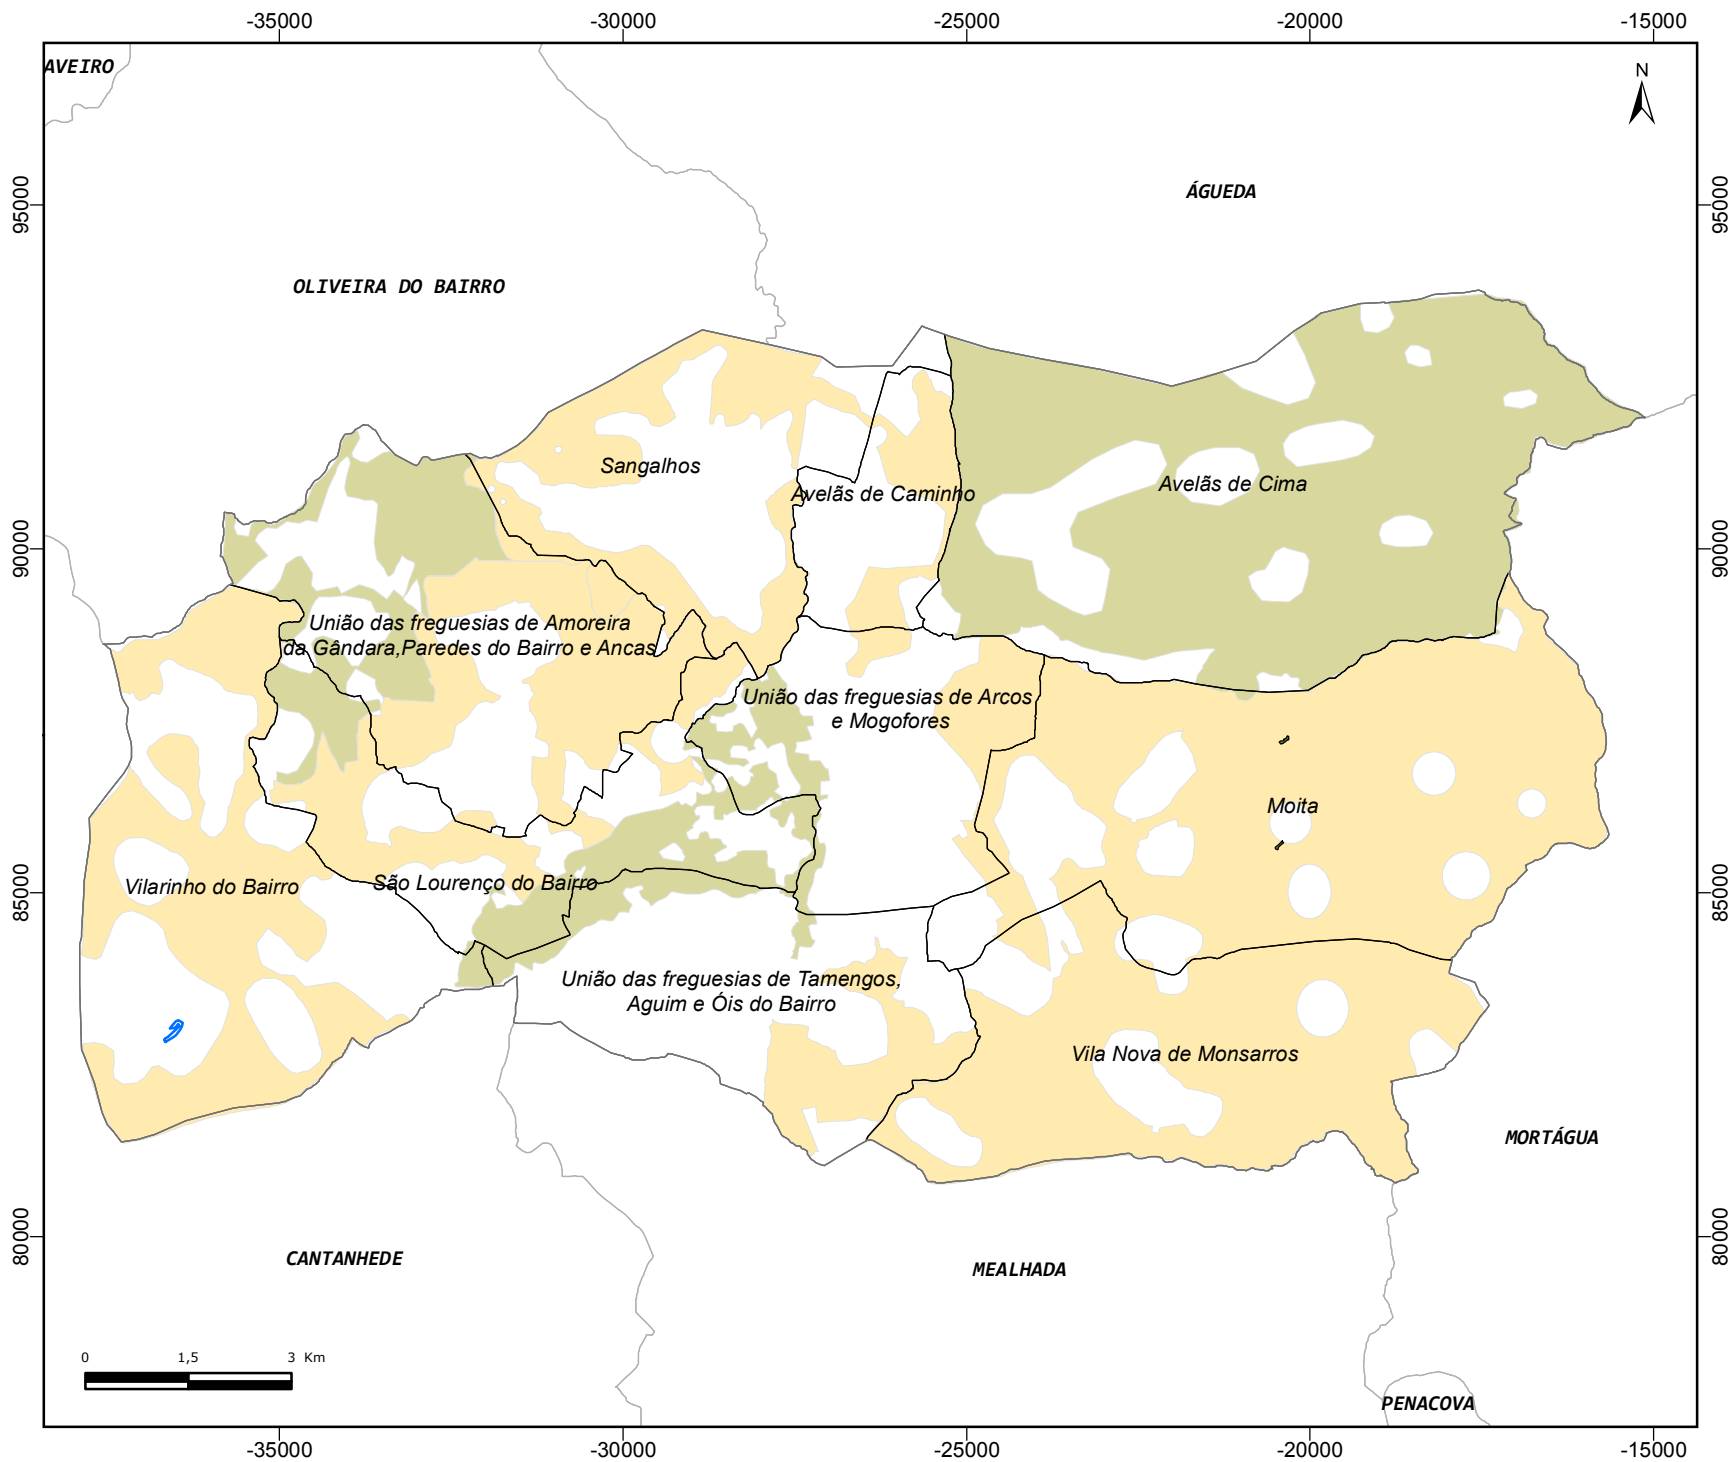 -35000
-30000
-25000
-20000
-15000
AVEIRO
N
95000
95000
ÁGUEDA
OLIVEIRA DO BAIRRO
Sangalhos
Avelãs de Caminho
Avelãs de Cima
90000
90000
União das freguesias de Amoreira
da Gândara,Paredes do Bairro e Ancas
União das freguesias de Arcos
e Mogofores
Moita
85000
85000
Vilarinho do Bairro
São Lourenço do Bairro
União das freguesias de Tamengos,
Aguim e Óis do Bairro
Vila Nova de Monsarros
MORTÁGUA
80000
80000
CANTANHEDE
MEALHADA
0 1,5 3 Km
PENACOVA
-35000
-30000
-25000
-20000
-15000